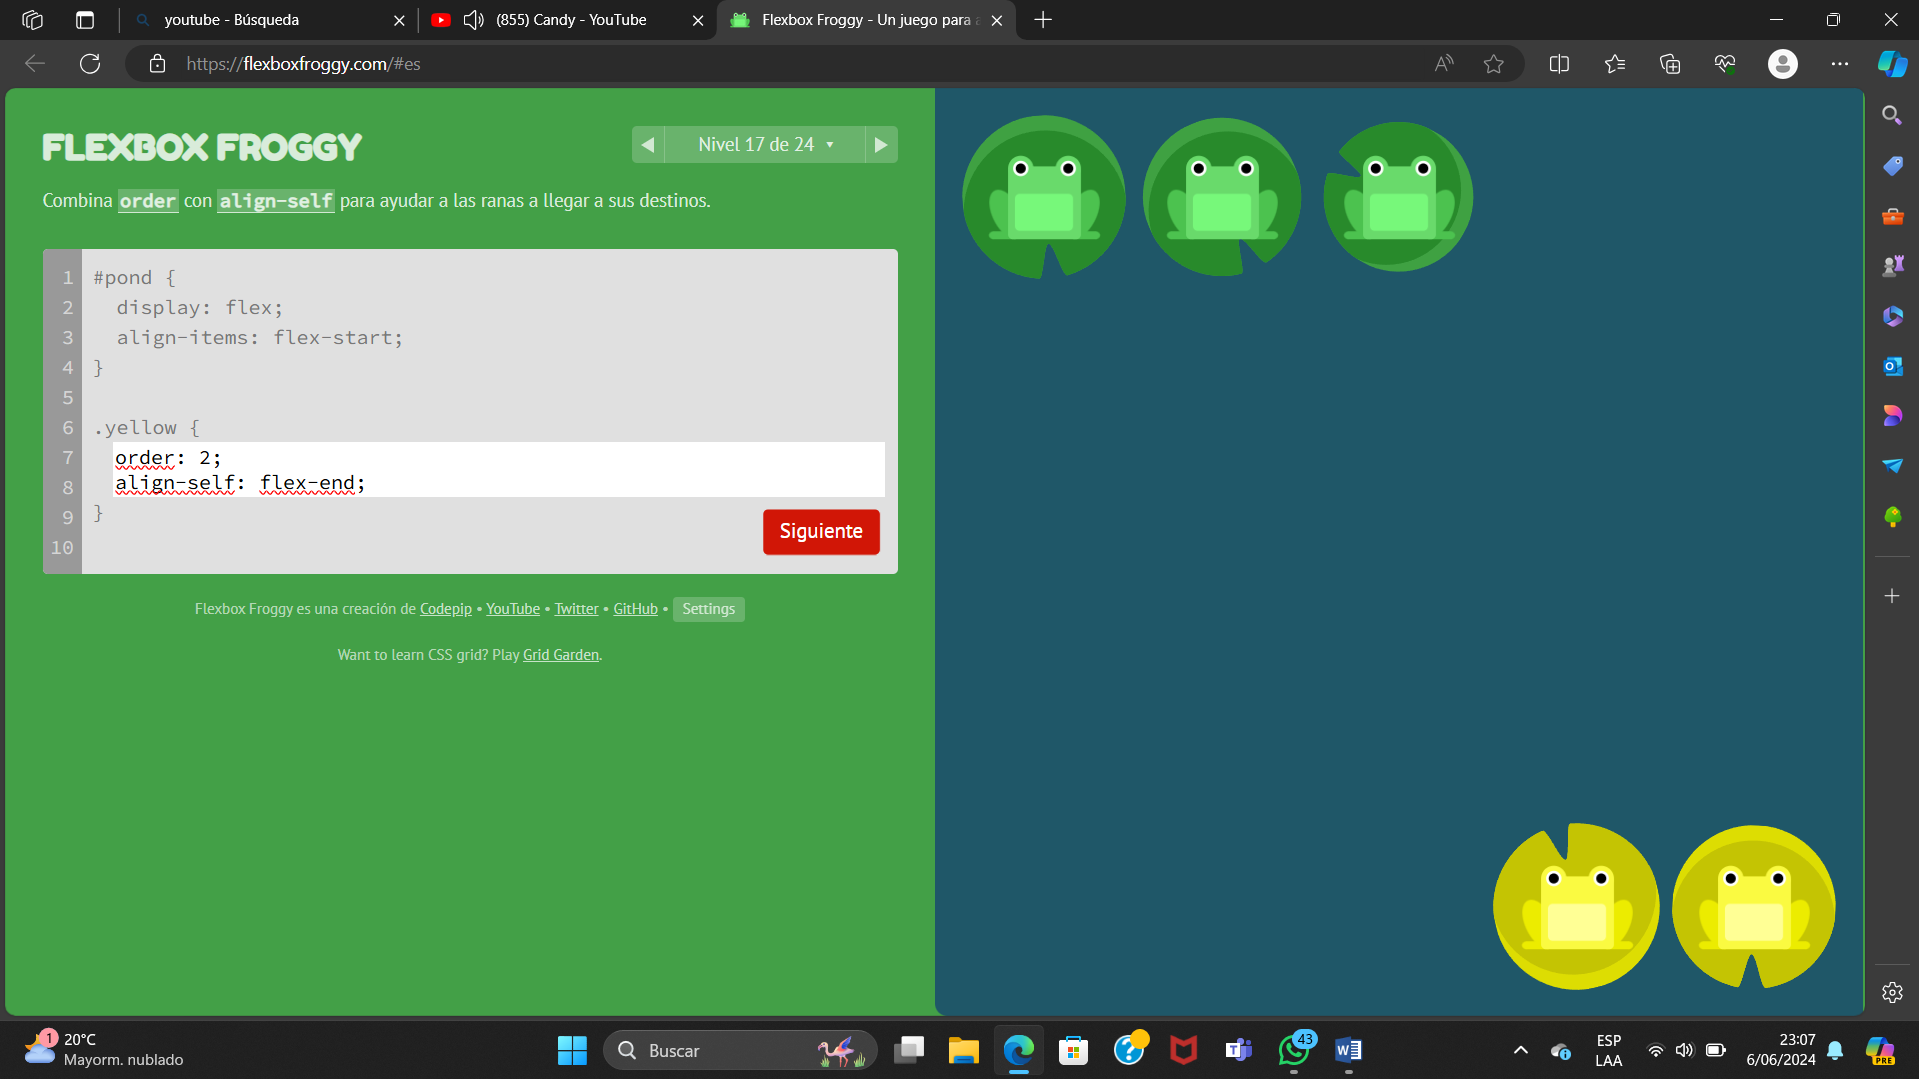 youtube - Búsqueda
(855) Candy - YouTube
Flexbox Froggy - Un juego para a
https://flexboxfroggy.com/#es
FLEXBOX FROGGY
Nivel 17 de 24
Combina order con align-self para ayudar a las ranas a llegar a sus destinos.
1 #pond {
2 display: flex;
3 align-items: flex-start;
4 }
5
6 .yellow {
7 order: 2;
8 align-self: flex-end;
9 }
10
Siguiente
Flexbox Froggy es una creación de Codepip • YouTube • Twitter • GitHub • Settings
Want to learn CSS grid? Play Grid Garden.
1
20°C
Mayorm. nublado
Buscar
43
ESP
LAA
23:07
6/06/2024
PRE